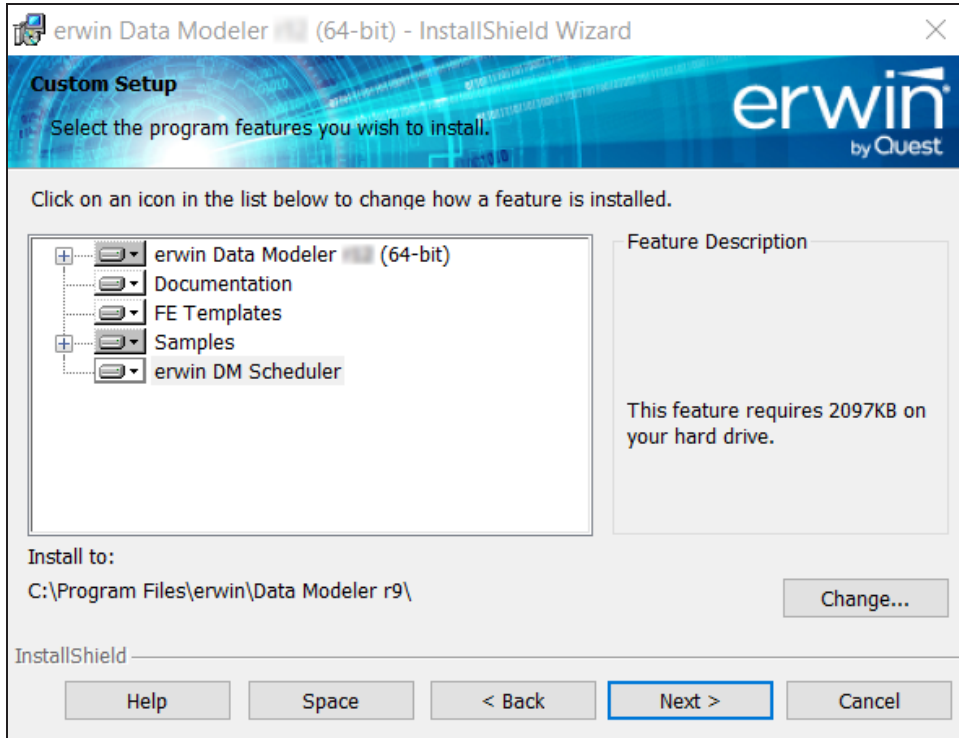 erwin Data Modeler (64-bit) - InstallShield Wizard
Custom Setup
Select the program features you wish to install.
erwin
by Quest
Click on an icon in the list below to change how a feature is installed.
erwin Data Modeler (64-bit)
Documentation
FE Templates
Samples
erwin DM Scheduler
Feature Description
This feature requires 2097KB on
your hard drive.
Install to:
C:\Program Files\erwin\Data Modeler r9\
Change...
InstallShield
Help
Space
< Back
Next >
Cancel